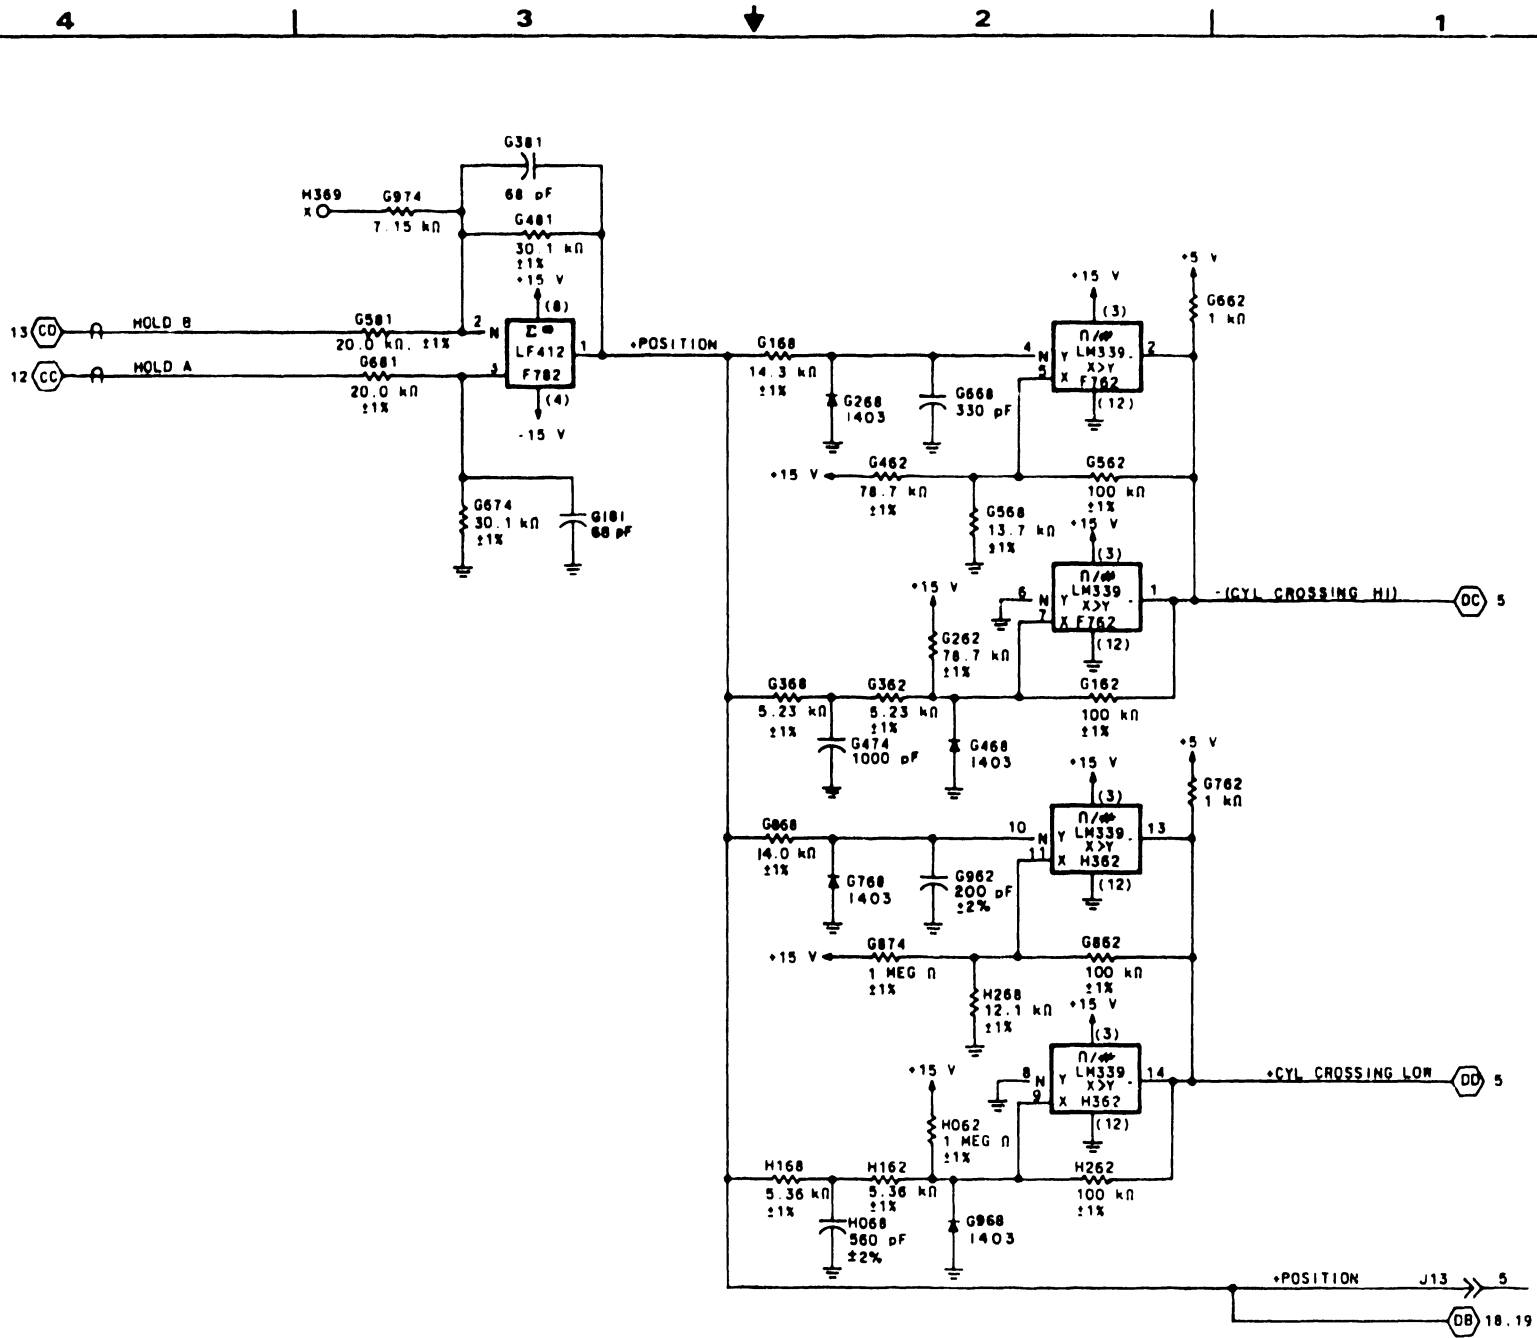 4 3 2 1
G381
68 pF
H369
X
G974
7.15 kΩ
G481
30.1 kΩ
±1%
+15 V
(8)
13 CD HOLD B
G581
20.0 kΩ. ±1%
2 N
Σ ∞
LF412
F782
1
+POSITION
12 CC HOLD A
G681
20.0 kΩ
±1%
3
(4)
-15 V
G674
30.1 kΩ
±1%
G181
68 pF
G168
14.3 kΩ
±1%
G268
1403
G668
330 pF
+15 V
(3)
+5 V
G662
1 kΩ
4 N Y
LM339
2
X>Y
5 X F762
(12)
+15 V
G462
78.7 kΩ
±1%
G568
13.7 kΩ
±1%
G562
100 kΩ
±1%
+15 V
(3)
6 N Y
LM339
1
X>Y
7 X F762
(12)
-(CYL CROSSING HI) DC 5
+15 V
G262
78.7 kΩ
±1%
G368
5.23 kΩ
±1%
G362
5.23 kΩ
±1%
G162
100 kΩ
±1%
G474
1000 pF
G468
1403
+15 V
(3)
+5 V
G762
1 kΩ
G868
14.0 kΩ
±1%
10 N Y
LM339
13
X>Y
11 X H362
(12)
G768
1403
G962
200 pF
±2%
+15 V
G874
1 MEG Ω
±1%
H268
12.1 kΩ
±1%
G862
100 kΩ
±1%
+15 V
(3)
8 N Y
LM339
14
X>Y
9 X H362
(12)
+CYL CROSSING LOW DD 5
+15 V
H062
1 MEG Ω
±1%
H168
5.36 kΩ
±1%
H162
5.36 kΩ
±1%
H262
100 kΩ
±1%
H068
560 pF
±2%
G968
1403
+POSITION J13 5
DB 18.19